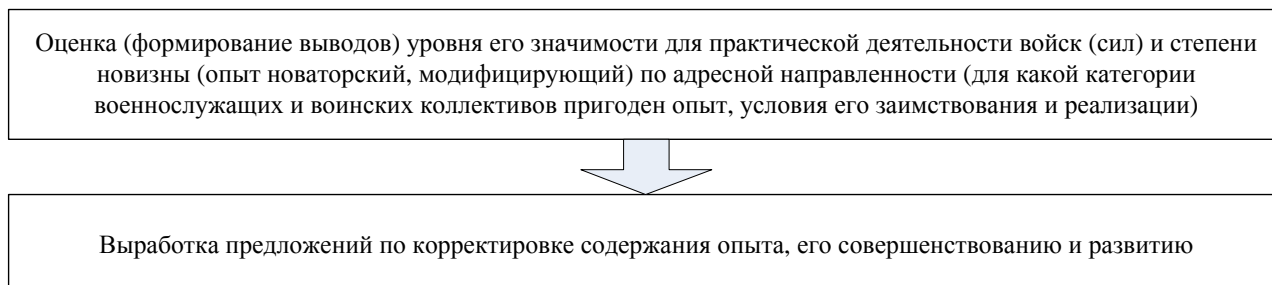 Оценка (формирование выводов) уровня его значимости для практической деятельности войск (сил) и степени
новизны (опыт новаторский, модифицирующий) по адресной направленности (для какой категории
военнослужащих и воинских коллективов пригоден опыт, условия его заимствования и реализации)
Выработка предложений по корректировке содержания опыта, его совершенствованию и развитию